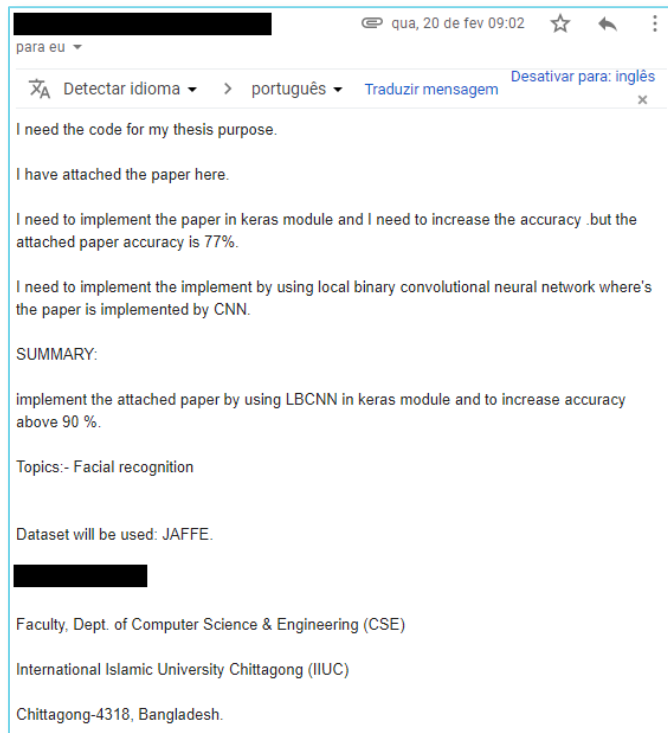 qua, 20 de fev 09:02
para eu
Detectar idioma > português Traduzir mensagem Desativar para: inglês
I need the code for my thesis purpose.
I have attached the paper here.
I need to implement the paper in keras module and I need to increase the accuracy .but the
attached paper accuracy is 77%.
I need to implement the implement by using local binary convolutional neural network where's
the paper is implemented by CNN.
SUMMARY:
implement the attached paper by using LBCNN in keras module and to increase accuracy
above 90 %.
Topics:- Facial recognition
Dataset will be used: JAFFE.
Faculty, Dept. of Computer Science & Engineering (CSE)
International Islamic University Chittagong (IIUC)
Chittagong-4318, Bangladesh.